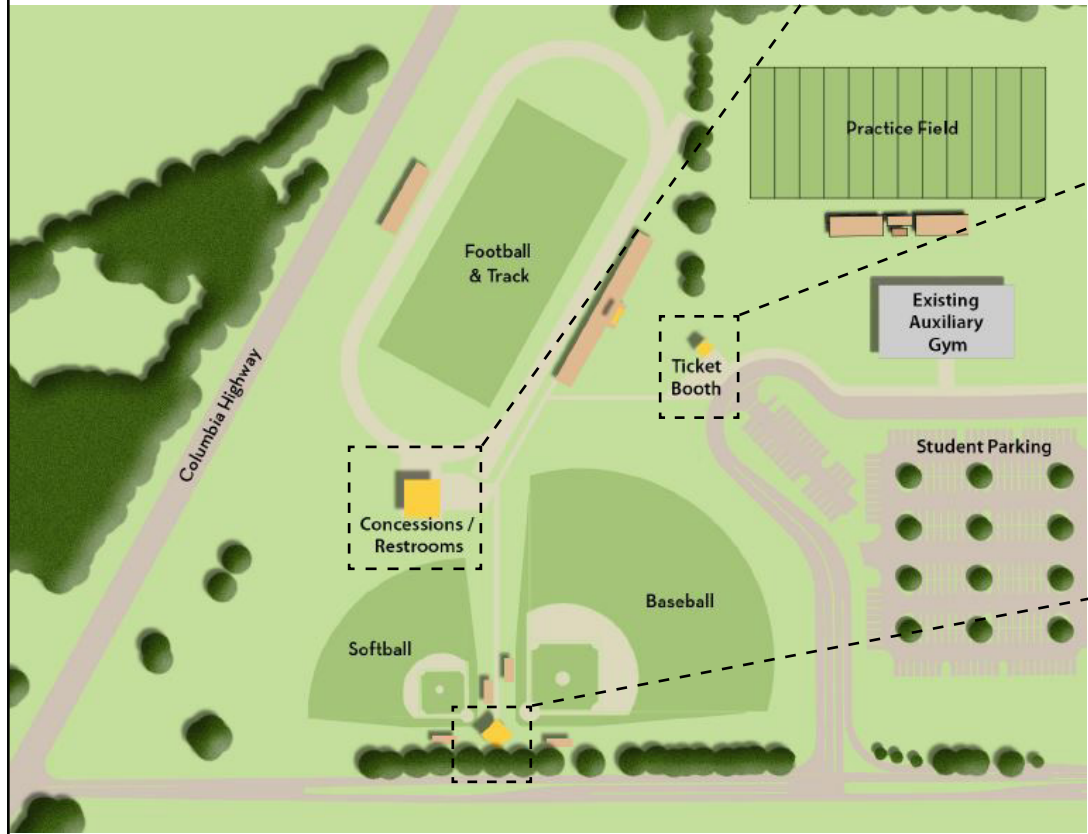 Practice Field
Football
& Track
Existing
Auxiliary
Gym
Ticket
Booth
Columbia Highway
Student Parking
Concessions /
Restrooms
Baseball
Softball